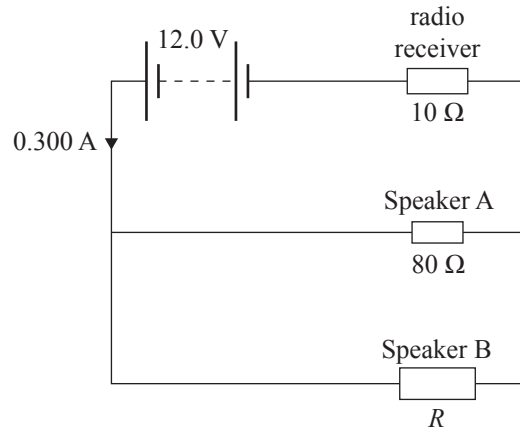 radio
12.0 V
receiver
10 Ω
0.300 A
Speaker A
80 Ω
Speaker B
R